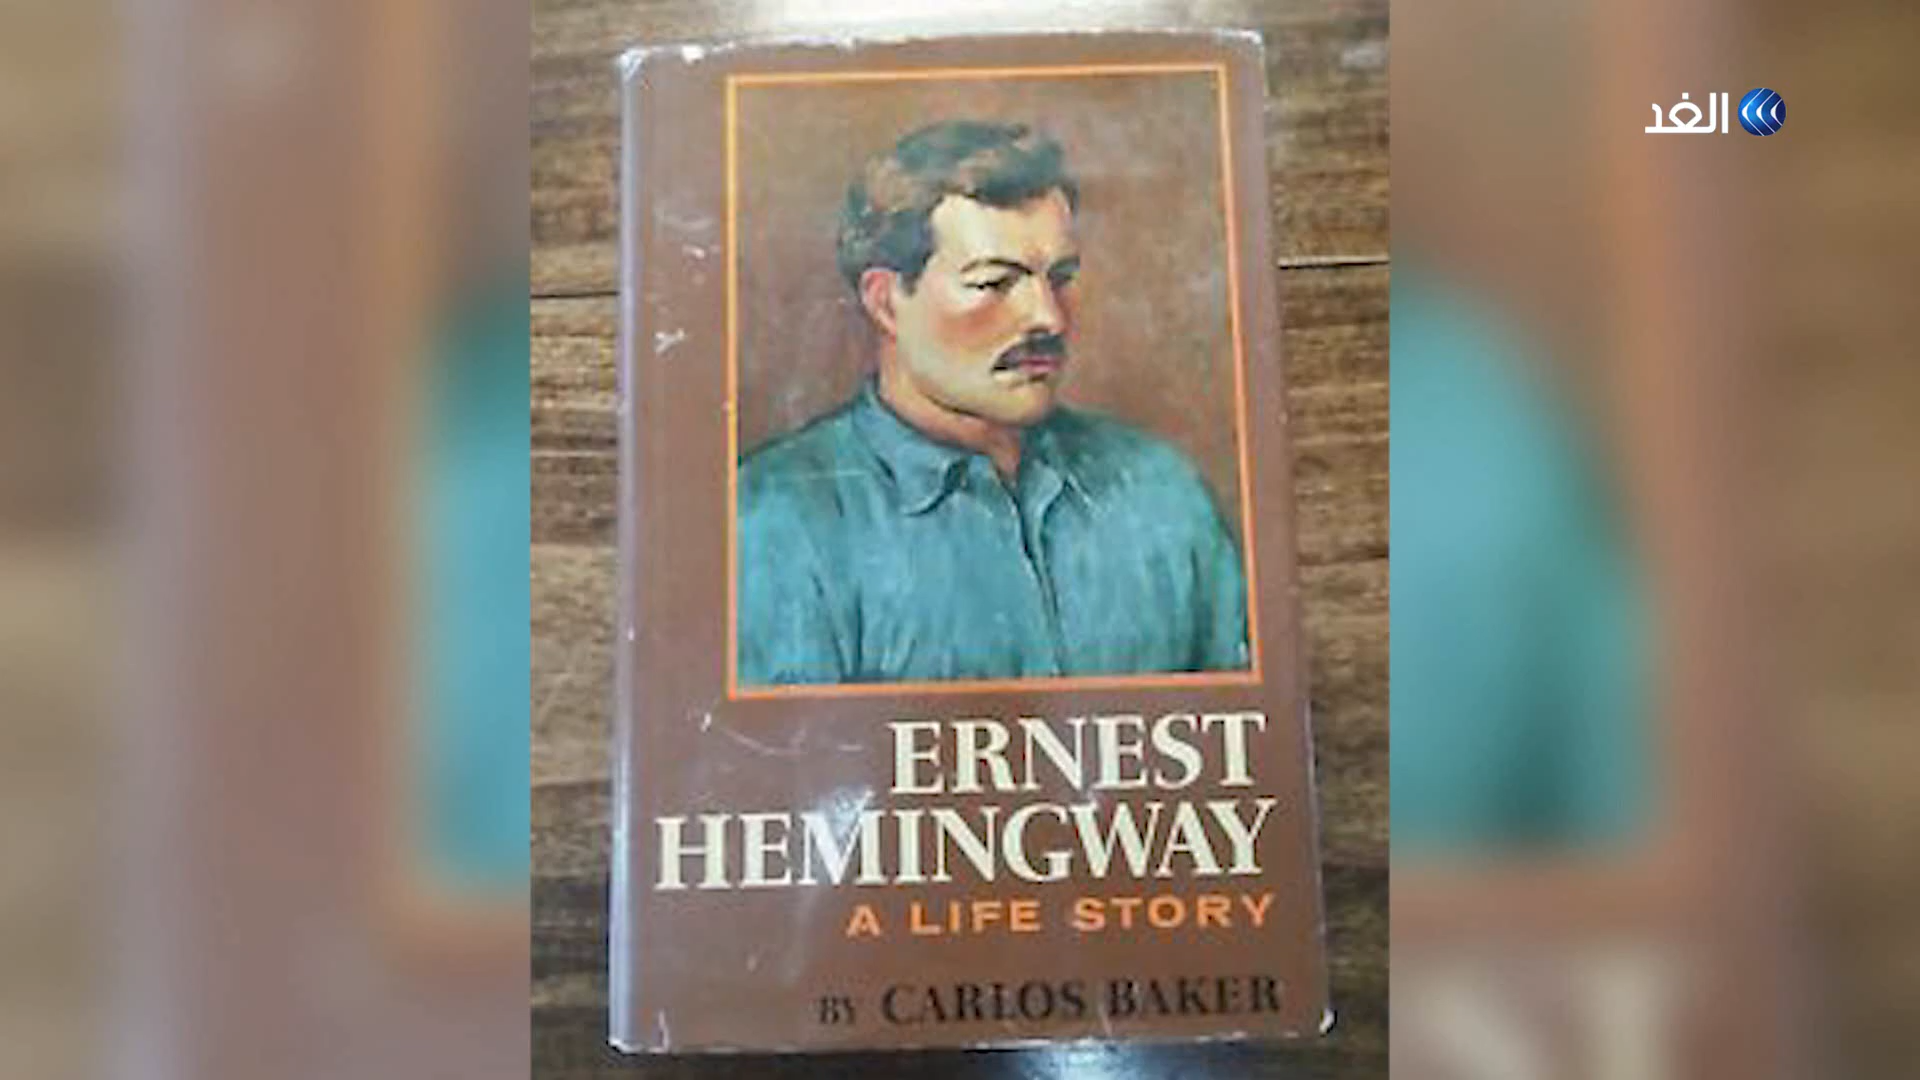 الغد
ERNEST
HEMINGWAY
A LIFE STORY
BY CARLOS BAKER